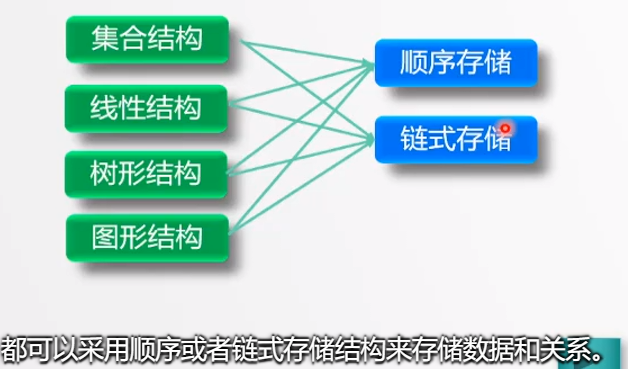 集合结构
线性结构
树形结构
图形结构
顺序存储
链式存储
都可以采用顺序或者链式存储结构来存储数据和关系。